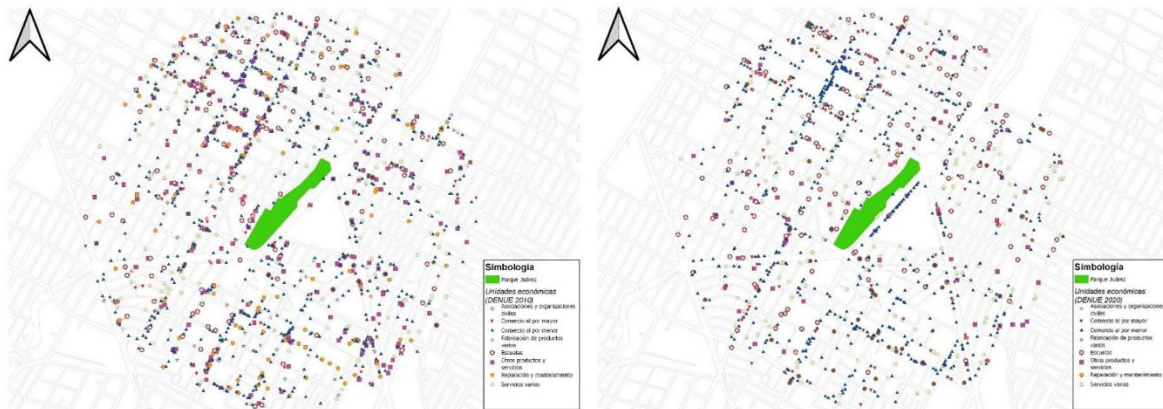 Simbología
Parque Juárez
Unidades económicas
(DENUE 2010)
Asociaciones y organizaciones
civiles
Comercio al por mayor
Comercio al por menor
Fabricación de productos
varios
Escuelas
Otros productos y
servicios
Reparación y mantenimiento
Servicios varios
Simbología
Parque Juárez
Unidades económicas
(DENUE 2020)
Asociaciones y organizaciones
civiles
Comercio al por mayor
Comercio al por menor
Fabricación de productos
varios
Escuelas
Otros productos y
servicios
Reparación y mantenimiento
Servicios varios